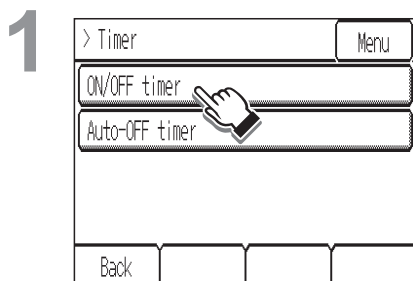 1
> Timer Menu
ON/OFF timer
Auto-OFF timer
Back